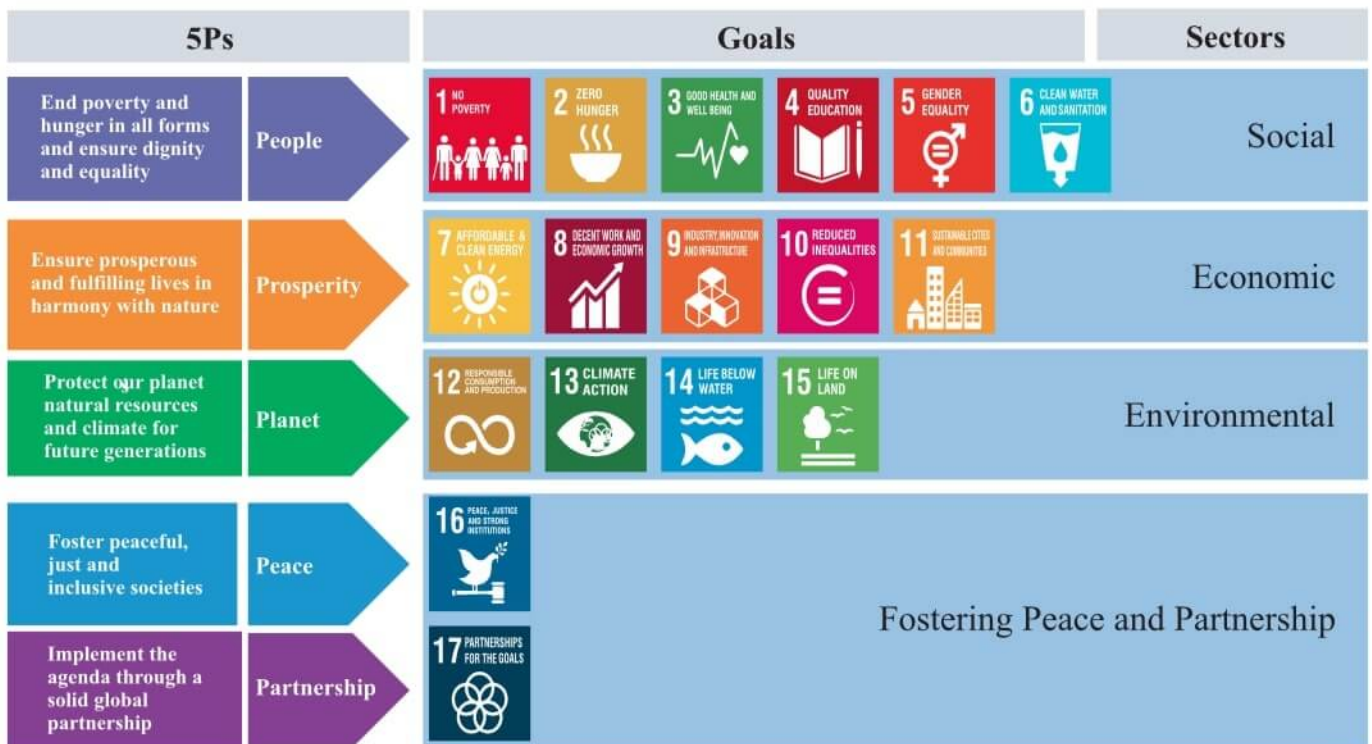 5Ps
Goals
Sectors
End poverty and
hunger in all forms
and ensure dignity
and equality
People
1 NO
POVERTY
2 ZERO
HUNGER
3 GOOD HEALTH AND
WELL BEING
4 QUALITY
EDUCATION
5 GENDER
EQUALITY
6 CLEAN WATER
AND SANITATION
Social
Ensure prosperous
and fulfilling lives in
harmony with nature
Prosperity
7 AFFORDABLE &
CLEAN ENERGY
8 DECENT WORK AND
ECONOMIC GROWTH
9 INDUSTRY, INNOVATION
AND INFRASTRUCTURE
10 REDUCED
INEQUALITIES
11 SUSTAINABLE CITIES
AND COMMUNITIES
Economic
Protect our planet
natural resources
and climate for
future generations
Planet
12 RESPONSIBLE
CONSUMPTION
AND PRODUCTION
13 CLIMATE
ACTION
14 LIFE BELOW
WATER
15 LIFE ON
LAND
Environmental
Foster peaceful,
just and
inclusive societies
Peace
16 PEACE, JUSTICE
AND STRONG
INSTITUTIONS
Fostering Peace and Partnership
Implement the
agenda through a
solid global
partnership
Partnership
17 PARTNERSHIPS
FOR THE GOALS